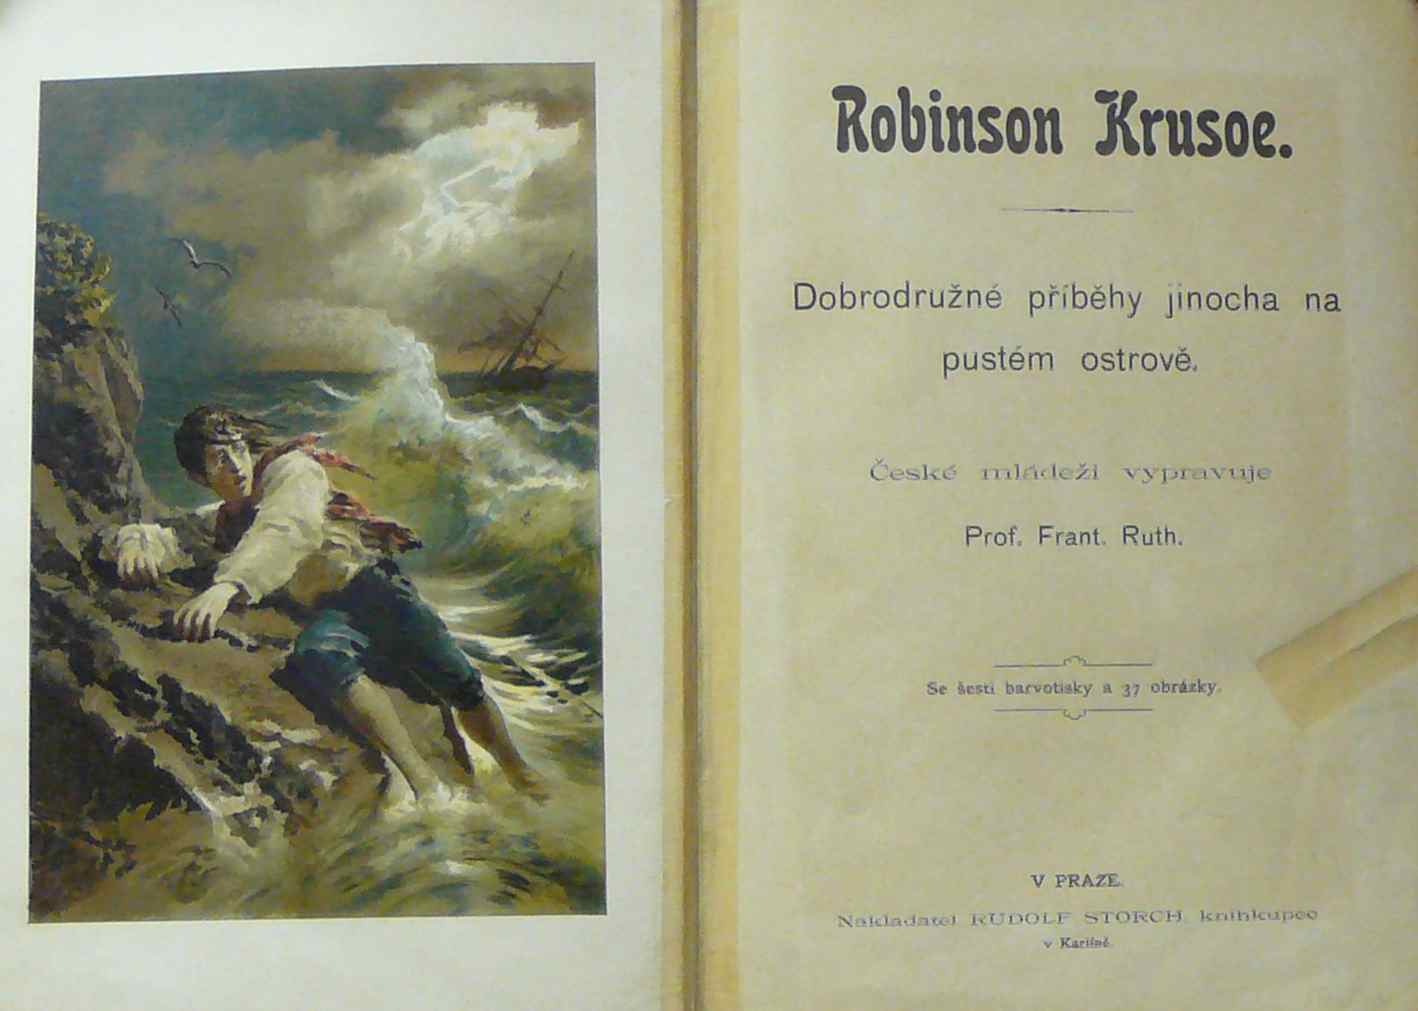 Robinson Krusoe.
Dobrodružné příběhy jinocha na
pustém ostrově.
České mládeži vypravuje
Prof. Frant. Ruth.
Se šesti barvotisky a 37 obrázky.
V PRAZE.
Nakladatel RUDOLF STORCH, knihkupec
v Karlíně.